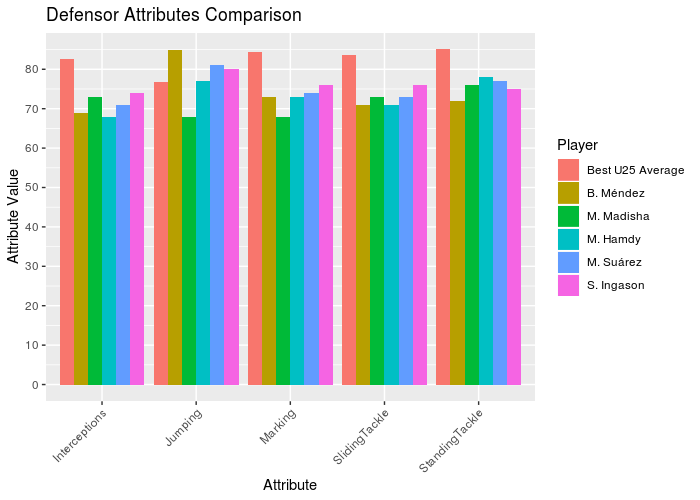 Defensor Attributes Comparison
Attribute Value
80
70
60
50
40
30
20
10
0
Interceptions
Jumping
Marking
SlidingTackle
StandingTackle
Attribute
Player
Best U25 Average
B. Méndez
M. Madisha
M. Hamdy
M. Suárez
S. Ingason